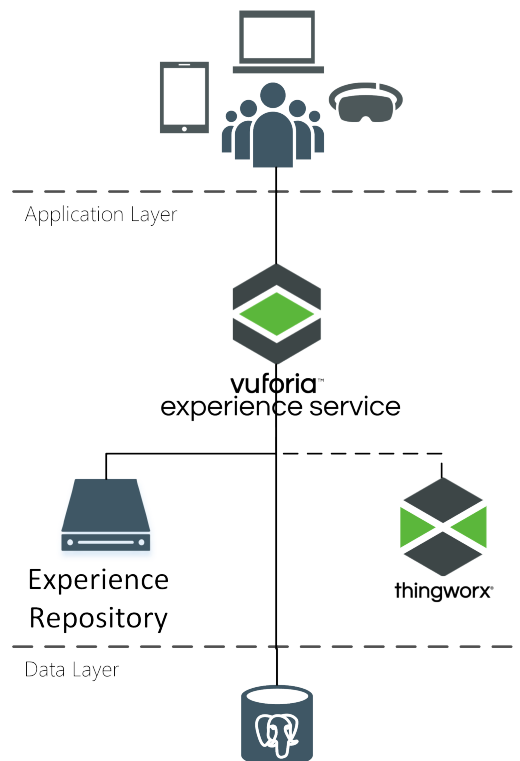 Application Layer
vuforia™
experience service
Experience
Repository
thingworx®
Data Layer